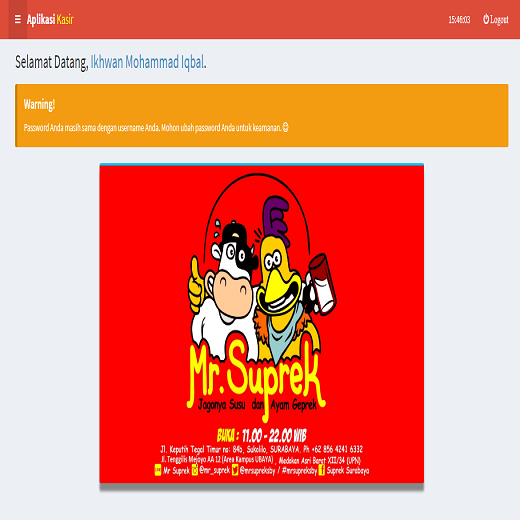 Aplikasi Kasir
15:46:03
Logout
Selamat Datang, Ikhwan Mohammad Iqbal.
Warning!
Password Anda masih sama dengan username Anda. Mohon ubah password Anda untuk keamanan. 😉
Mr. Suprek
Jagonya Susu dan Ayam Geprek
BUKA : 11.00 - 22.00 WIB
Jl. Keputih Tegal Timur no: 84b, Sukolilo, SURABAYA, Ph +62 856 4241 6332
Jl. Tenggilis Mejoyo AA 12 (Area Kampus UBAYA) , Medokan Asri Barat XII/34 (UPN)
Mr Suprek @mr_suprek @mrsupreksby / #mrsupreksby Suprek Surabaya